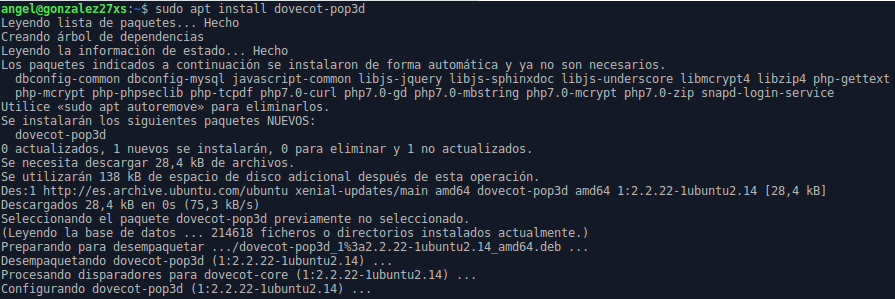 angel@gonzalez27xs:~$ sudo apt install dovecot-pop3d
Leyendo lista de paquetes... Hecho
Creando árbol de dependencias
Leyendo la información de estado... Hecho
Los paquetes indicados a continuación se instalaron de forma automática y ya no son necesarios.
  dbconfig-common dbconfig-mysql javascript-common libjs-jquery libjs-sphinxdoc libjs-underscore libmcrypt4 libzip4 php-gettext
  php-mcrypt php-phpseclib php-tcpdf php7.0-curl php7.0-gd php7.0-mbstring php7.0-mcrypt php7.0-zip snapd-login-service
Utilice «sudo apt autoremove» para eliminarlos.
Se instalarán los siguientes paquetes NUEVOS:
  dovecot-pop3d
0 actualizados, 1 nuevos se instalarán, 0 para eliminar y 1 no actualizados.
Se necesita descargar 28,4 kB de archivos.
Se utilizarán 138 kB de espacio de disco adicional después de esta operación.
Des:1 http://es.archive.ubuntu.com/ubuntu xenial-updates/main amd64 dovecot-pop3d amd64 1:2.2.22-1ubuntu2.14 [28,4 kB]
Descargados 28,4 kB en 0s (75,3 kB/s)
Seleccionando el paquete dovecot-pop3d previamente no seleccionado.
(Leyendo la base de datos ... 214618 ficheros o directorios instalados actualmente.)
Preparando para desempaquetar .../dovecot-pop3d_1%3a2.2.22-1ubuntu2.14_amd64.deb ...
Desempaquetando dovecot-pop3d (1:2.2.22-1ubuntu2.14) ...
Procesando disparadores para dovecot-core (1:2.2.22-1ubuntu2.14) ...
Configurando dovecot-pop3d (1:2.2.22-1ubuntu2.14) ...